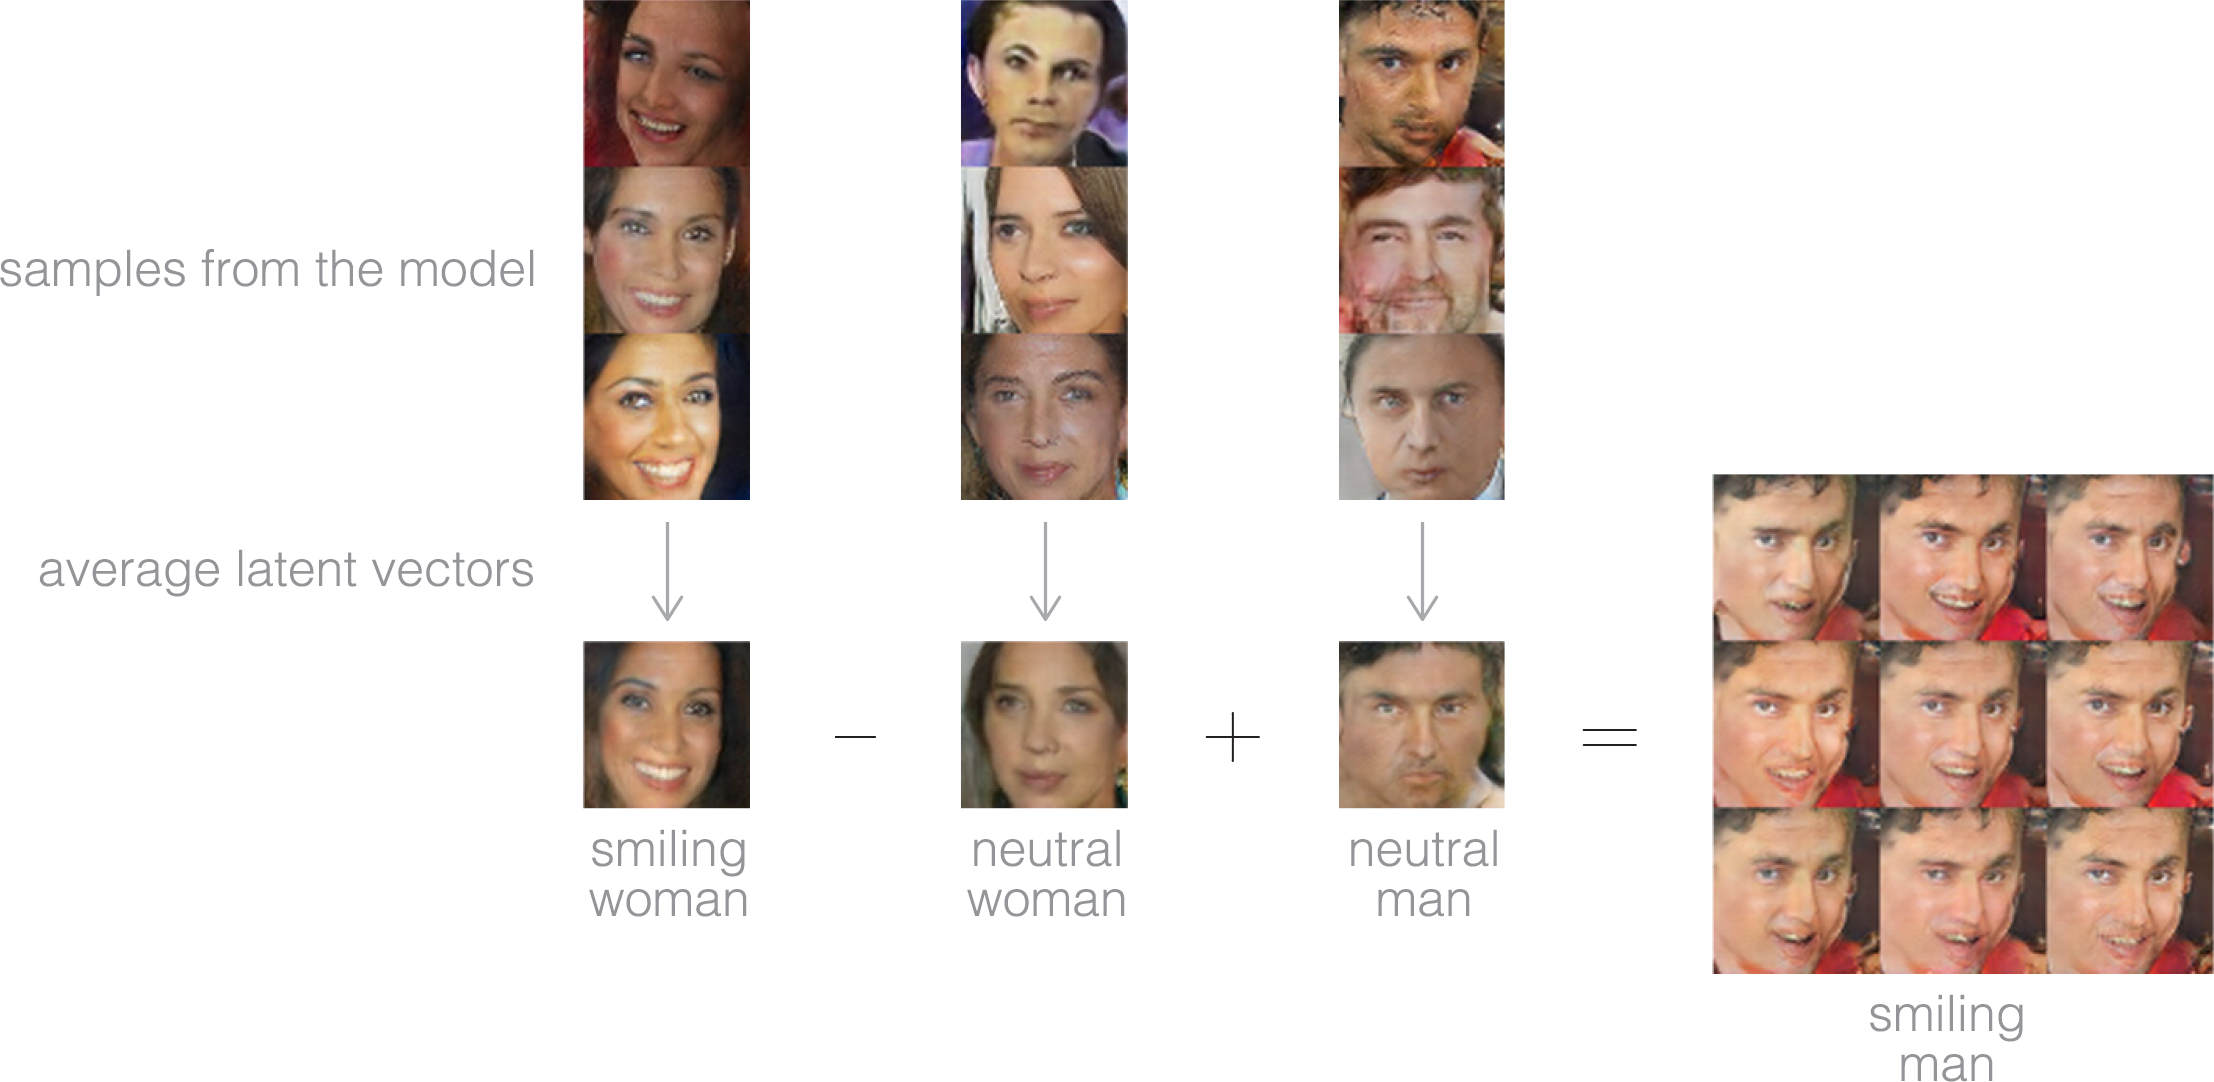 samples from the model
average latent vectors
smiling
woman
neutral
woman
neutral
man
smiling
man